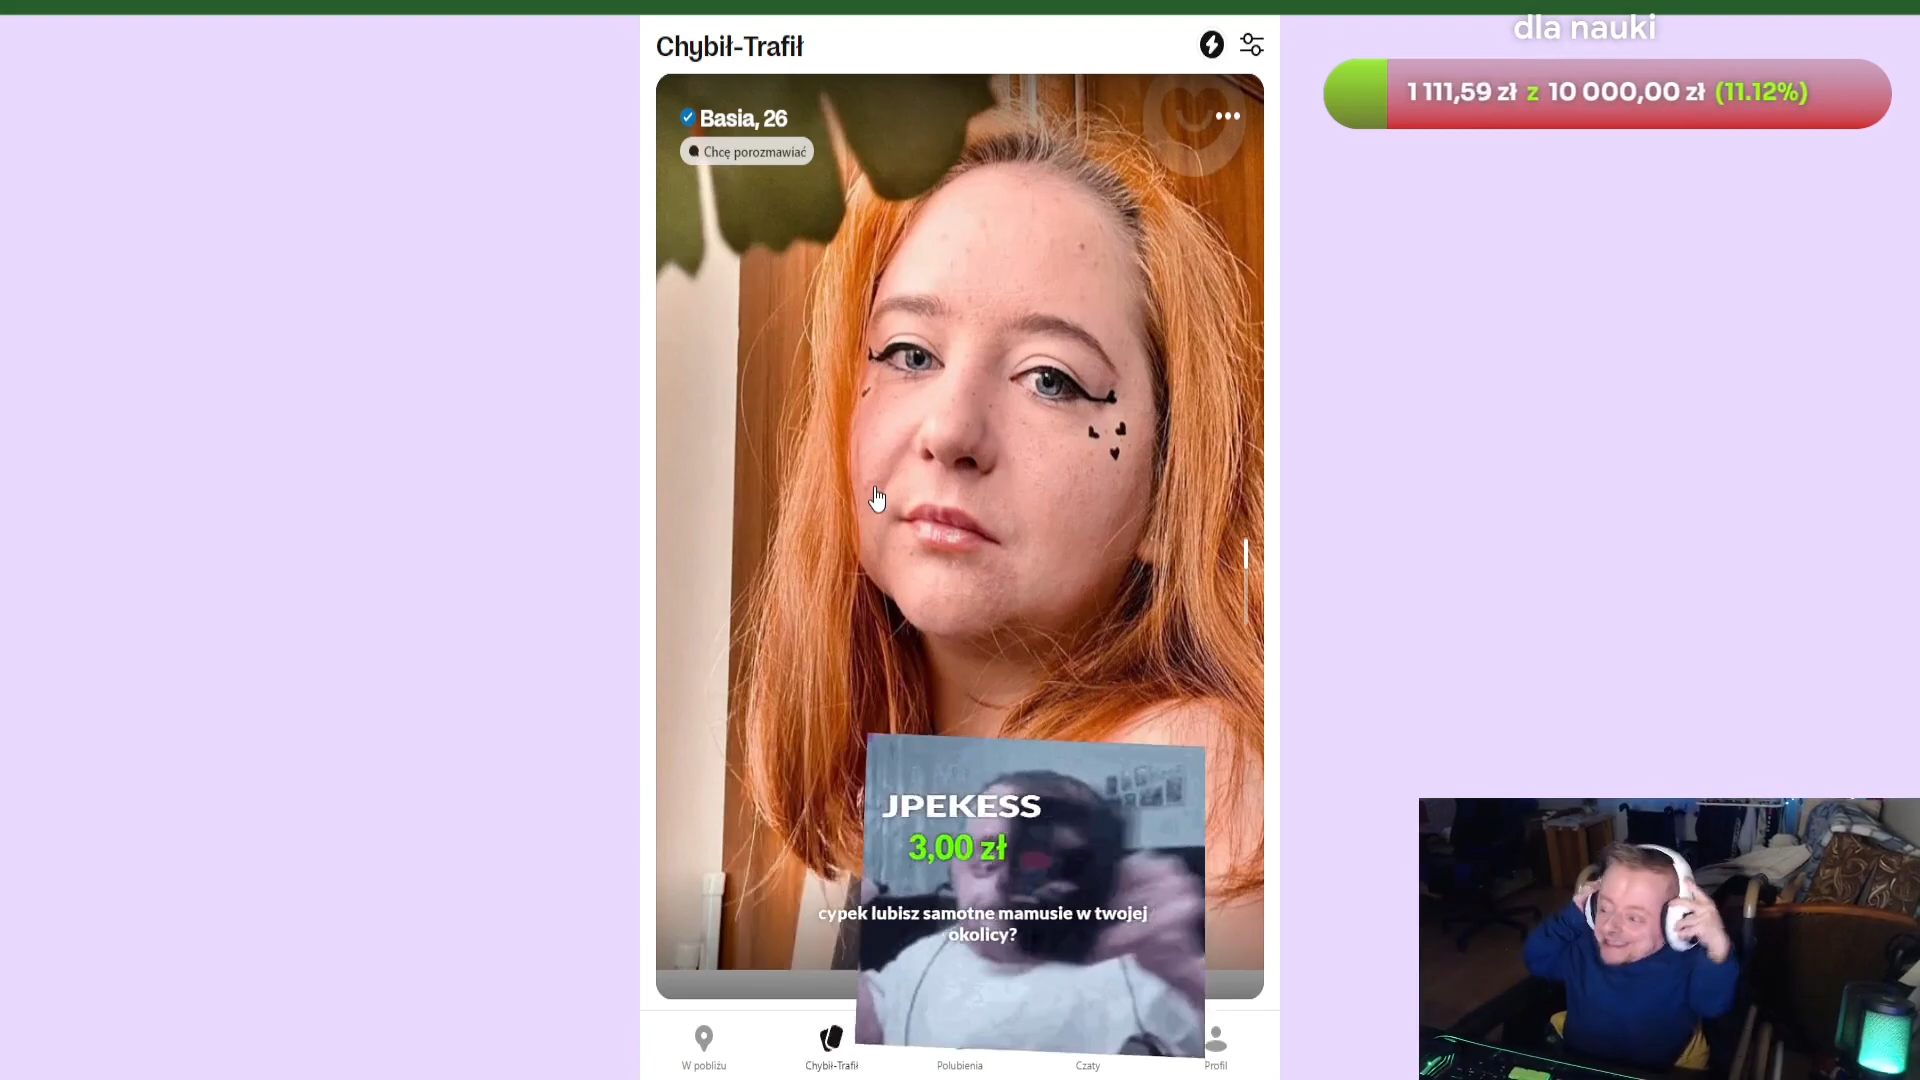 dla nauki
1 111,59 zł z 10 000,00 zł (11.12%)
Chybił-Trafił
Basia, 26
Chcę porozmawiać
JPEKESS
3,00 zł
cypek lubisz samotne mamusie w twojej
okolicy?
W pobliżu
Chybił-Trafił
Polubienia
Czaty
Profil